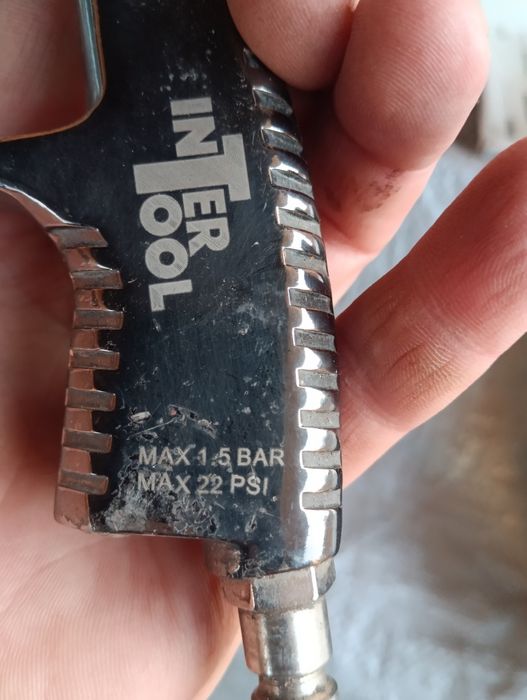 INTER
TOOL
MAX 1.5 BAR
MAX 22 PSI